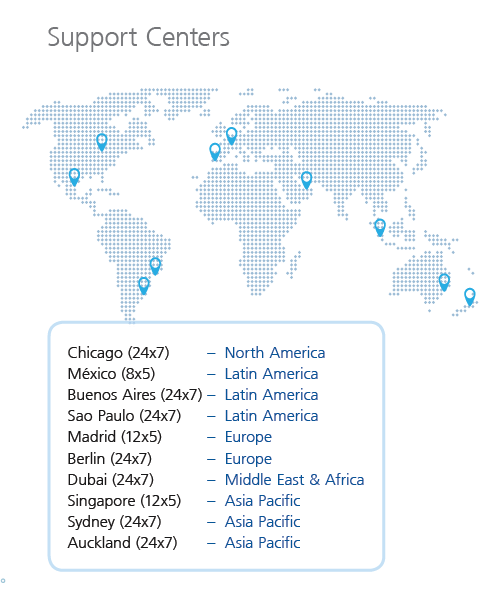 Support Centers
Chicago (24x7) – North America
México (8x5) – Latin America
Buenos Aires (24x7) – Latin America
Sao Paulo (24x7) – Latin America
Madrid (12x5) – Europe
Berlin (24x7) – Europe
Dubai (24x7) – Middle East & Africa
Singapore (12x5) – Asia Pacific
Sydney (24x7) – Asia Pacific
Auckland (24x7) – Asia Pacific